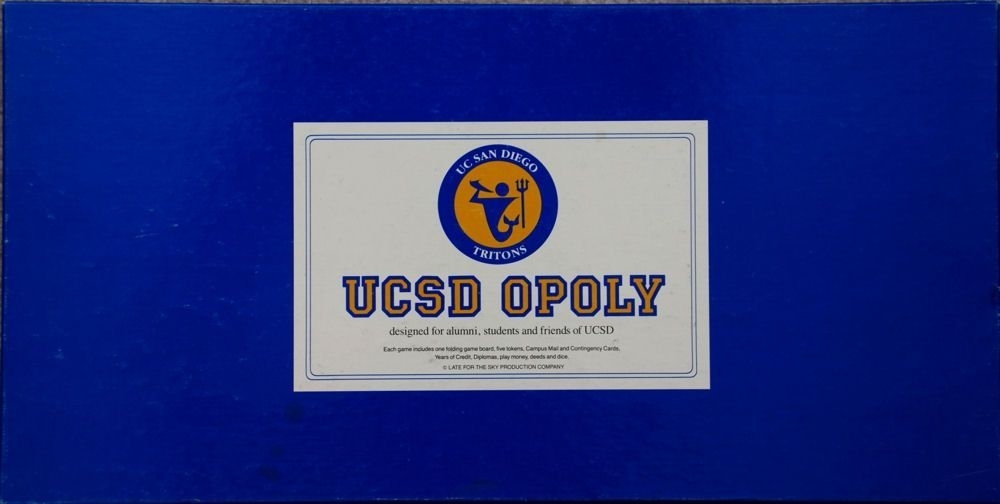 UC SAN DIEGO
TRITONS
UCSD OPOLY
designed for alumni, students and friends of UCSD
Each game includes one folding game board, five tokens, Campus Mail and Contingency Cards,
Years of Credit, Diplomas, play money, deeds and dice.
© LATE FOR THE SKY PRODUCTION COMPANY